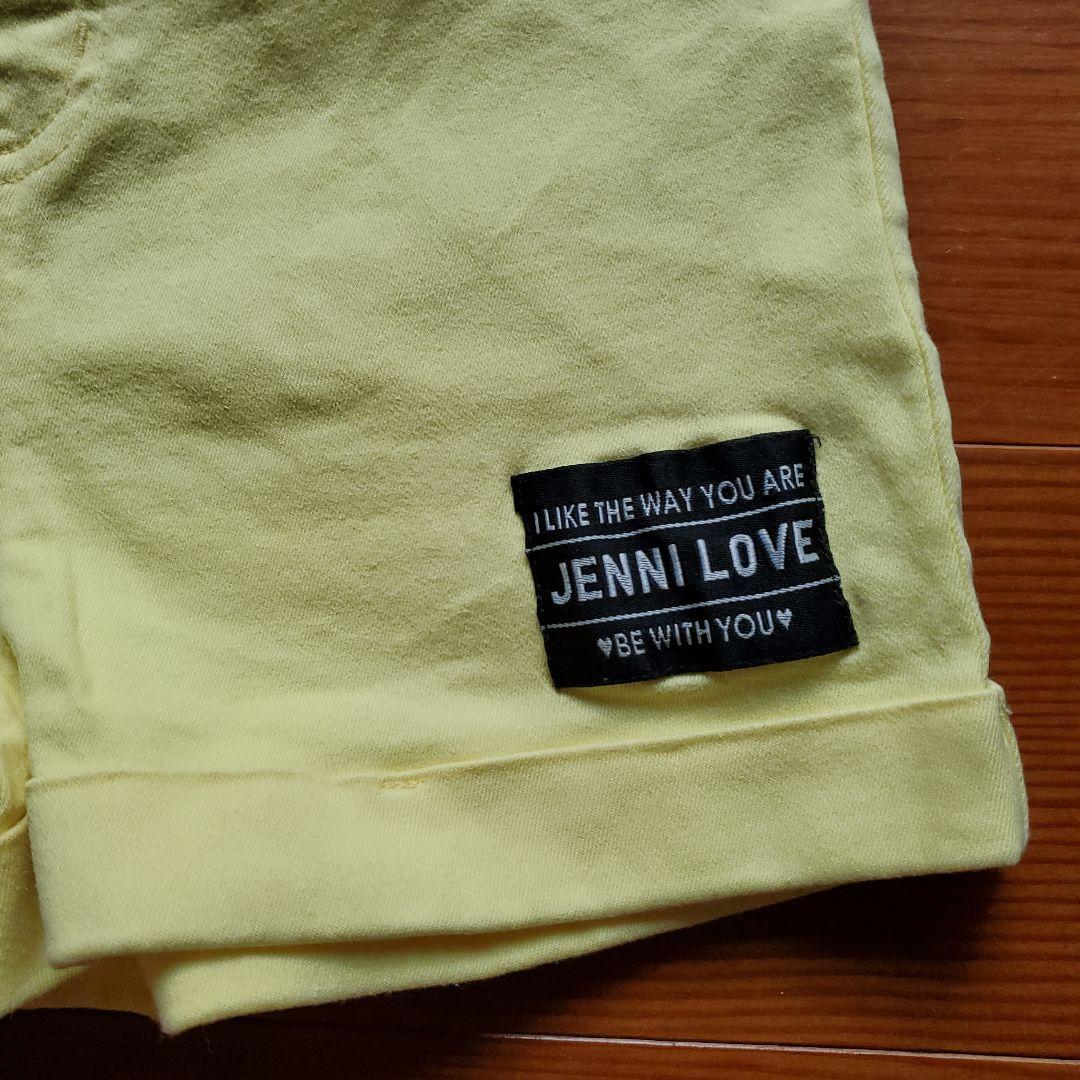 I LIKE THE WAY YOU ARE
JENNI LOVE
♥BE WITH YOU♥